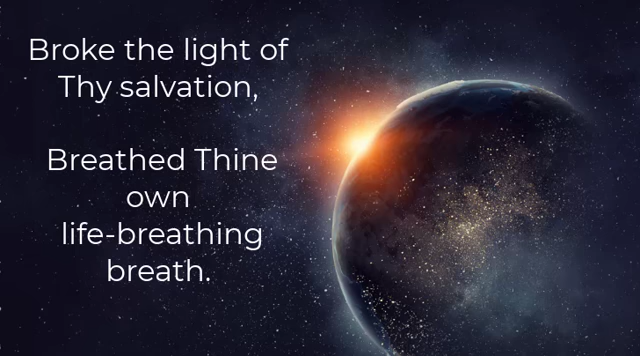 Broke the light of
Thy salvation,
Breathed Thine
own
life-breathing
breath.